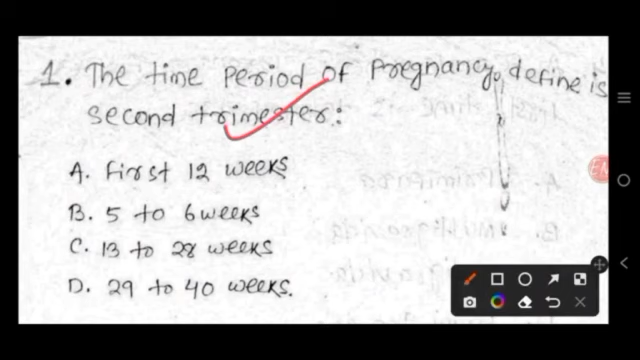 1. The time period of pregnancy, define is
second trimester:
A. First 12 weeks
B. 5 to 6 weeks
C. 13 to 28 weeks
D. 29 to 40 weeks.
EN